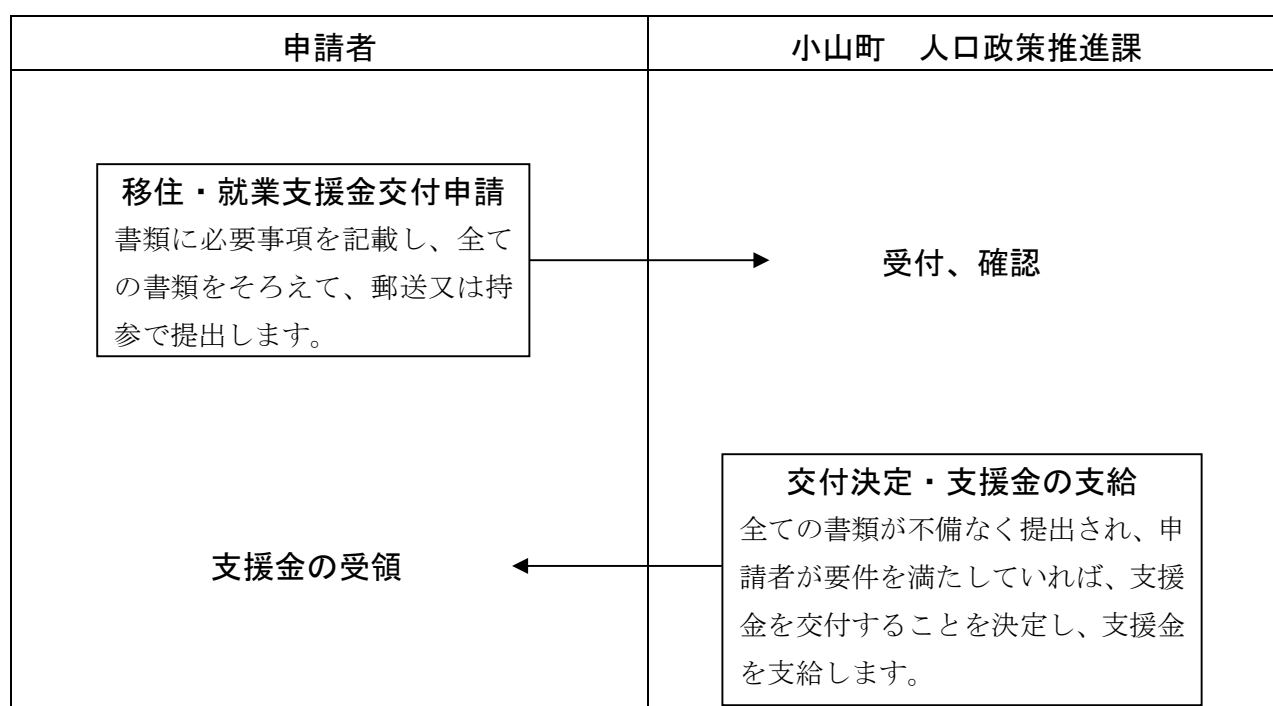 申請者
小山町　人口政策推進課
移住・就業支援金交付申請
書類に必要事項を記載し、全て
の書類をそろえて、郵送又は持
参で提出します。
受付、確認
交付決定・支援金の支給
全ての書類が不備なく提出され、申
請者が要件を満たしていれば、支援
金を交付することを決定し、支援金
を支給します。
支援金の受領